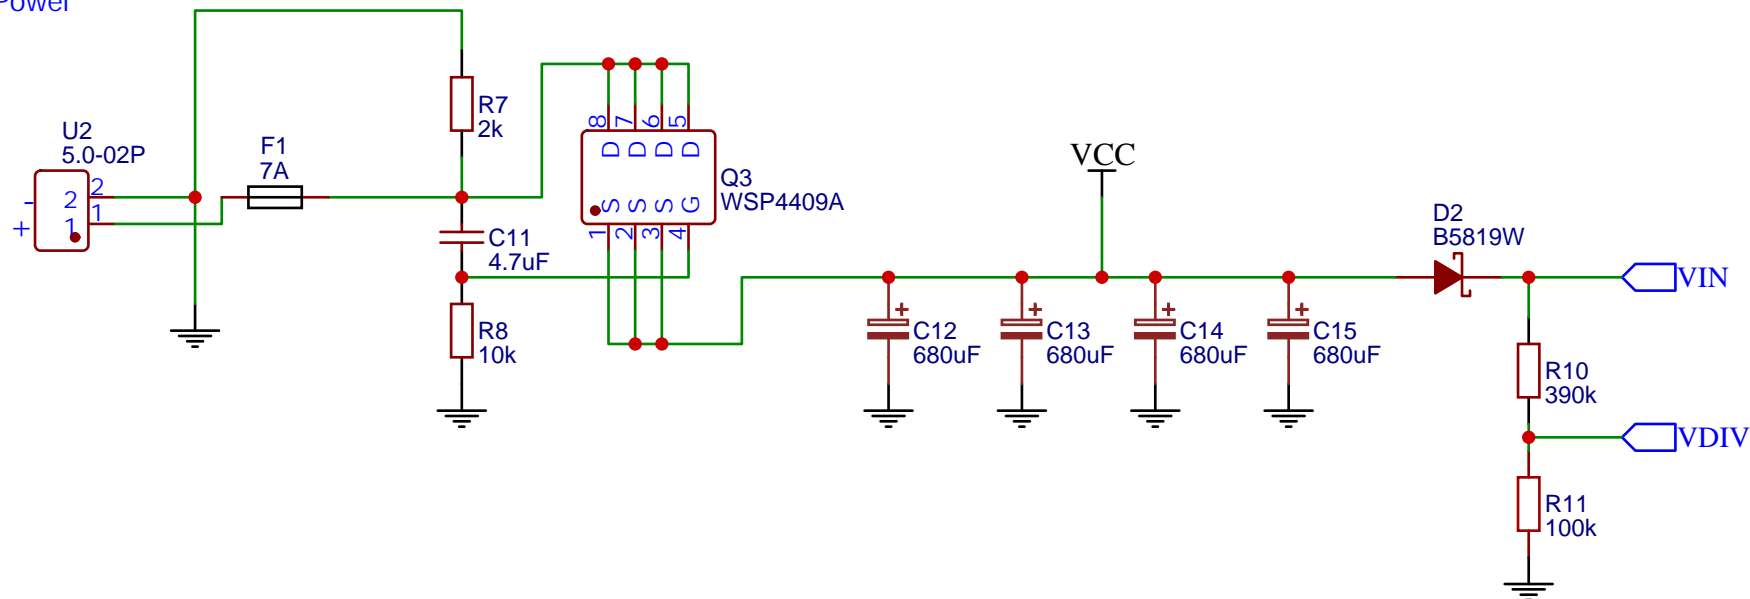 Power
U2
5.0-02P
-
+
2
1
2
1
F1
7A
R7
2k
C11
4.7uF
R8
10k
8
7
6
5
D
D
D
D
S
S
S
G
1
2
3
4
Q3
WSP4409A
VCC
+
C12
680uF
+
C13
680uF
+
C14
680uF
+
C15
680uF
D2
B5819W
VIN
R10
390k
VDIV
R11
100k